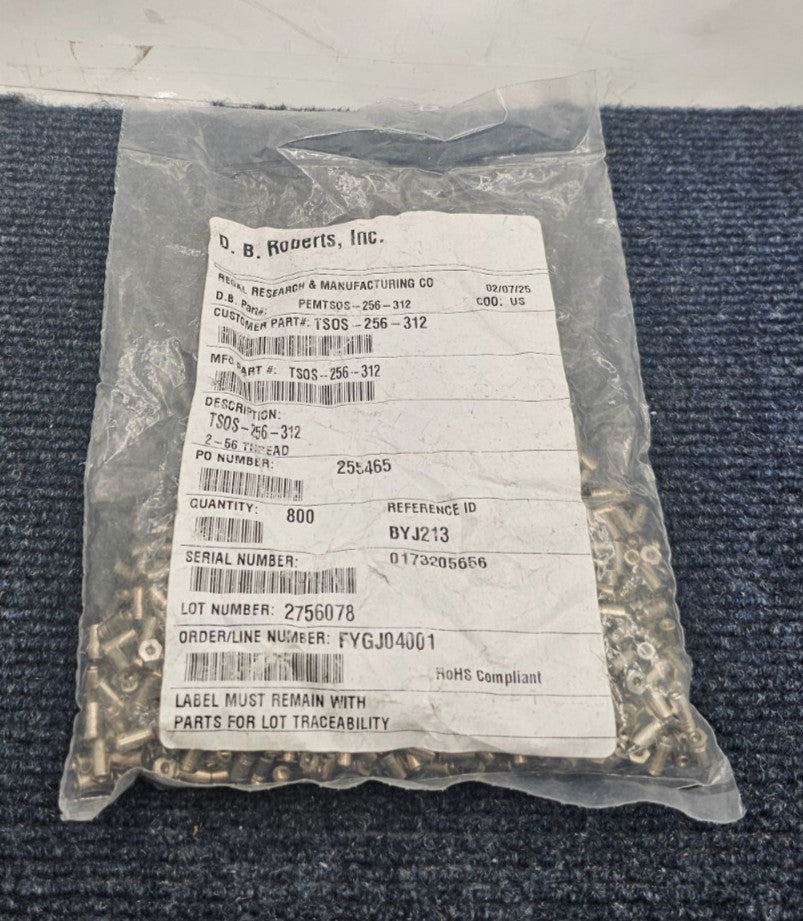 D. B. Roberts, Inc.
REGAL RESEARCH & MANUFACTURING CO 02/07/25
D.B. Part#: PEMTSOS-256-312 COO: US
CUSTOMER PART#: TSOS-256-312
MFG PART #: TSOS-256-312
DESCRIPTION:
TSOS-256-312
2-56 THREAD
PO NUMBER: 255465
QUANTITY: 800 REFERENCE ID
BYJ213
SERIAL NUMBER: 0173205656
LOT NUMBER: 2756078
ORDER/LINE NUMBER: FYGJ04001
RoHS Compliant
LABEL MUST REMAIN WITH
PARTS FOR LOT TRACEABILITY